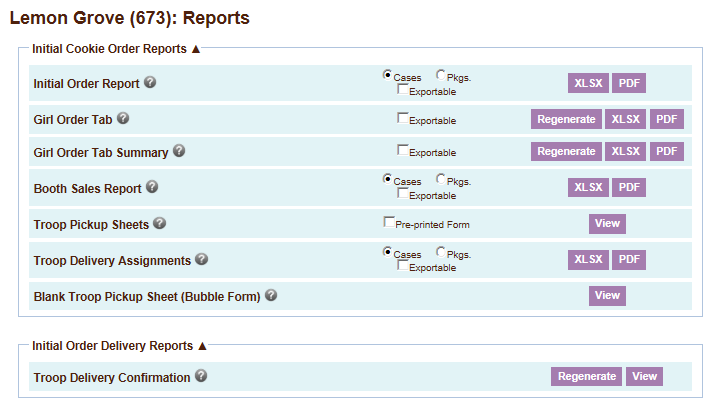 Lemon Grove (673): Reports
Initial Cookie Order Reports ▲
Initial Order Report ? Cases Pkgs. XLSX PDF
Exportable
Girl Order Tab ? Exportable Regenerate XLSX PDF
Girl Order Tab Summary ? Exportable Regenerate XLSX PDF
Booth Sales Report ? Cases Pkgs. XLSX PDF
Exportable
Troop Pickup Sheets ? Pre-printed Form View
Troop Delivery Assignments ? Cases Pkgs. XLSX PDF
Exportable
Blank Troop Pickup Sheet (Bubble Form) ? View
Initial Order Delivery Reports ▲
Troop Delivery Confirmation ? Regenerate View